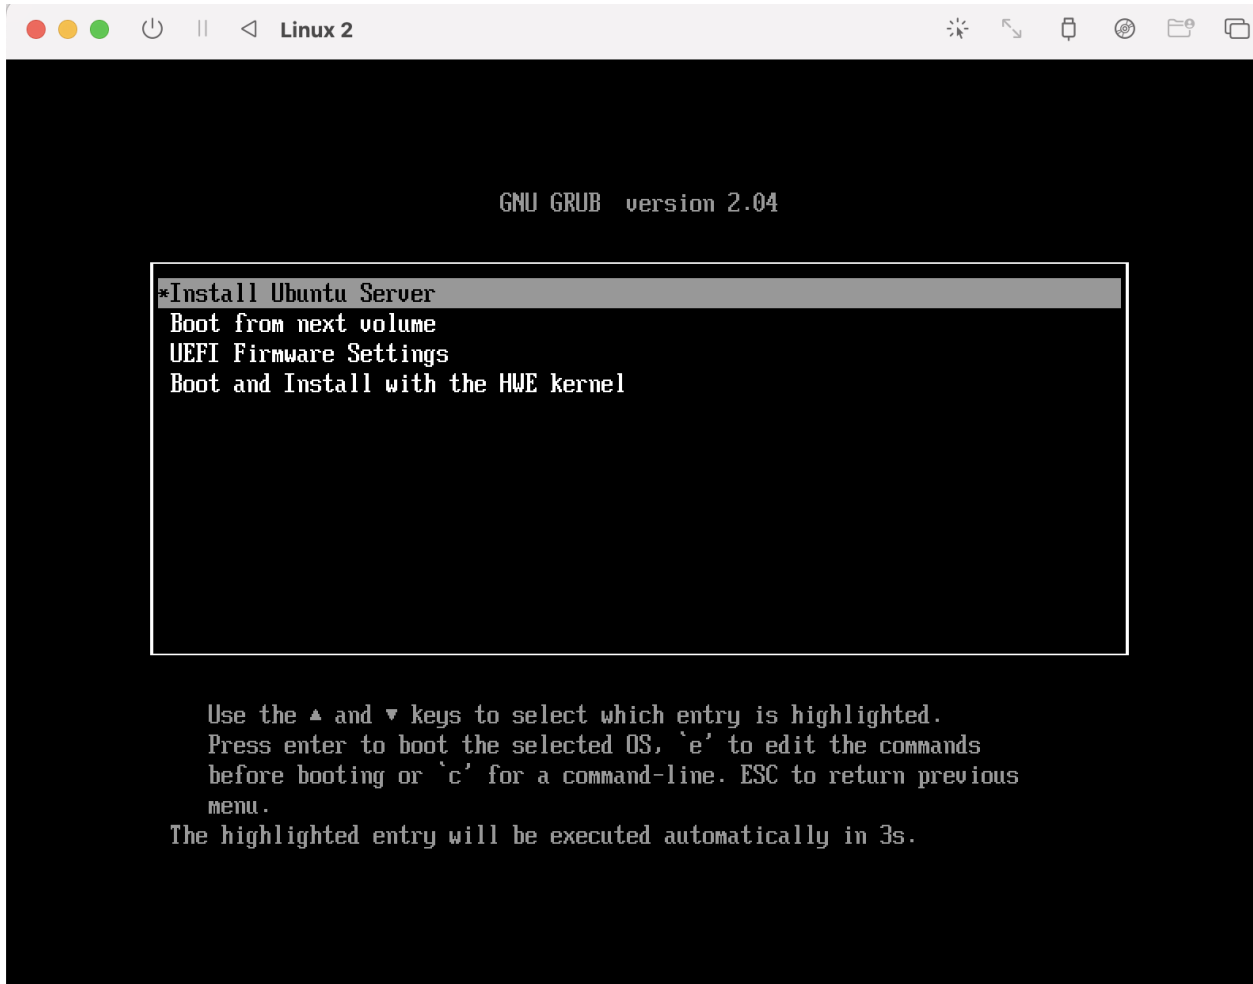 Linux 2
GNU GRUB  version 2.04
*Install Ubuntu Server
Boot from next volume
UEFI Firmware Settings
Boot and Install with the HWE kernel
Use the ▲ and ▼ keys to select which entry is highlighted.
Press enter to boot the selected OS, `e' to edit the commands
before booting or `c' for a command-line. ESC to return previous
menu.
The highlighted entry will be executed automatically in 3s.